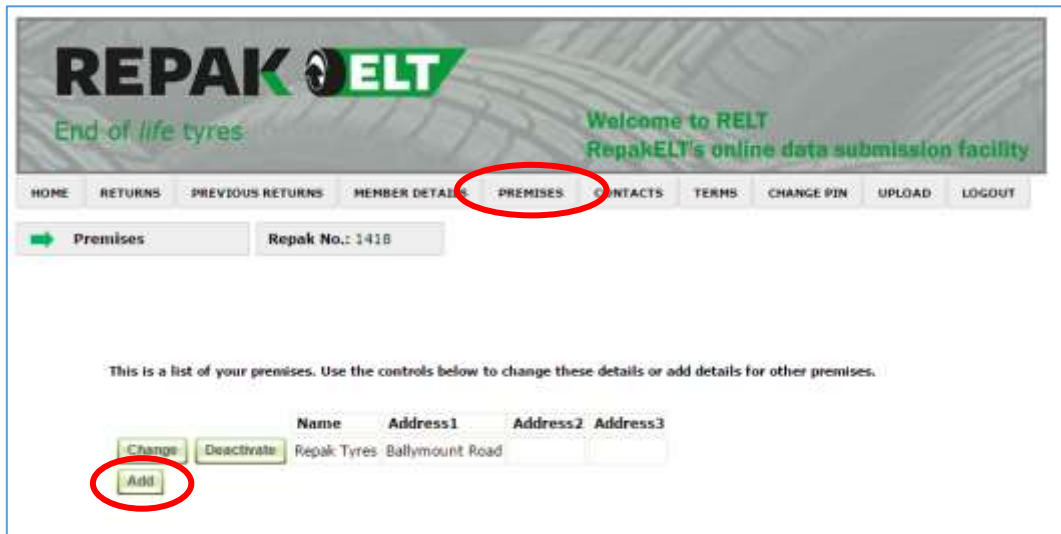 REPAK ELT
End of life tyres
Welcome to RELT
RepakELT's online data submission facility
HOME RETURNS PREVIOUS RETURNS MEMBER DETAILS PREMISES CONTACTS TERMS CHANGE PIN UPLOAD LOGOUT
Premises Repak No.: 1418
This is a list of your premises. Use the controls below to change these details or add details for other premises.
Name Address1 Address2 Address3
Change Deactivate Repak Tyres Ballymount Road
Add